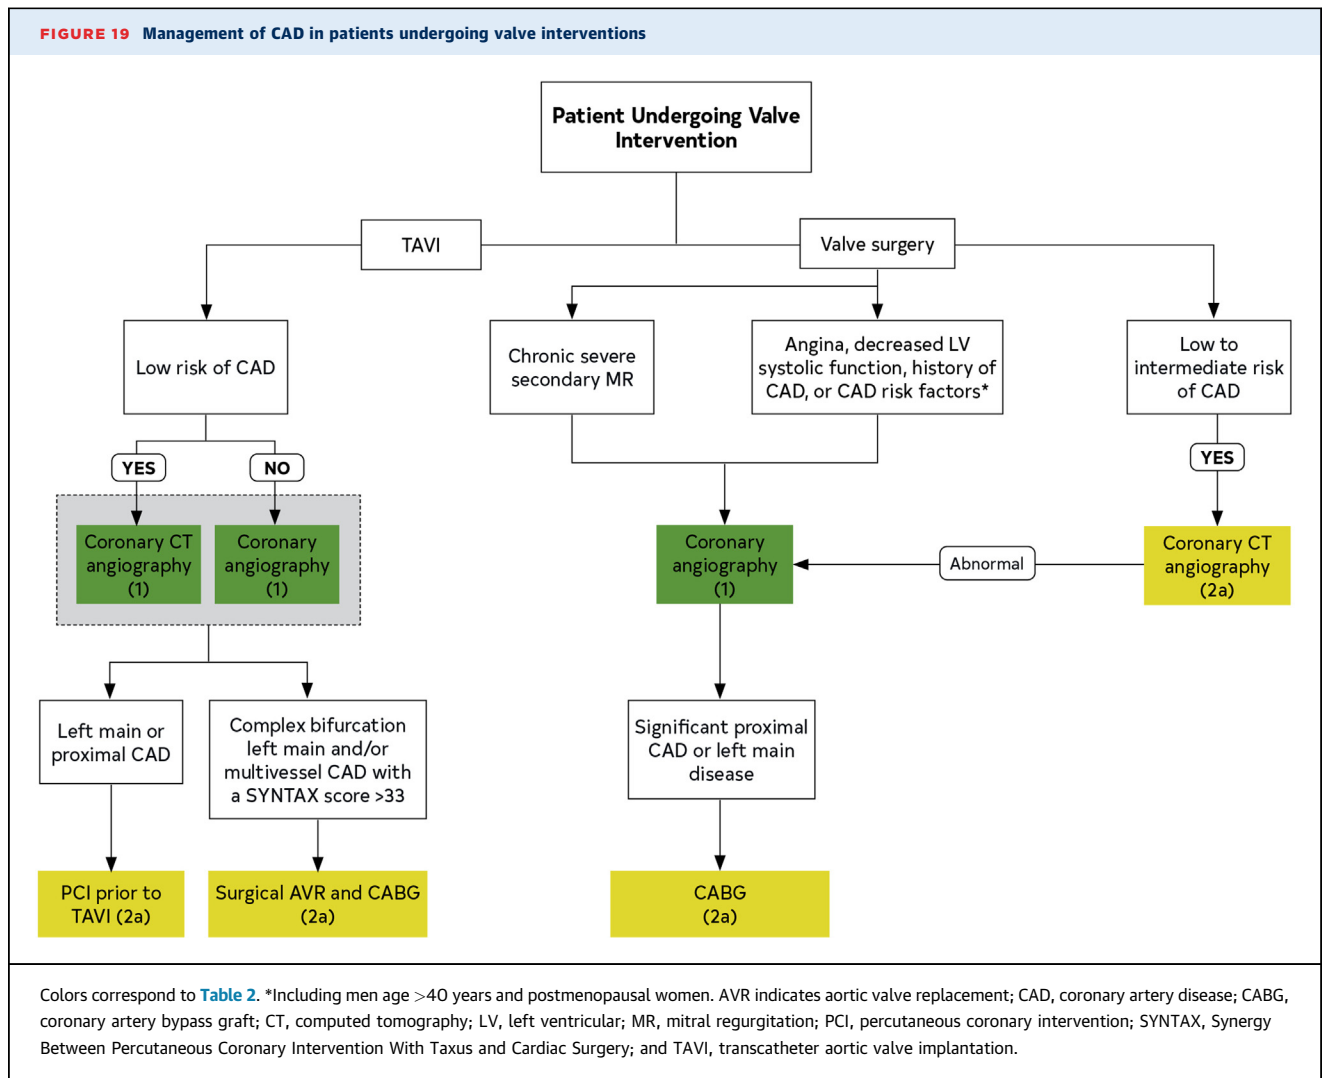 FIGURE 19 Management of CAD in patients undergoing valve interventions
Patient Undergoing Valve
Intervention
TAVI
Valve surgery
Low risk of CAD
Chronic severe
secondary MR
Angina, decreased LV
systolic function, history of
CAD, or CAD risk factors*
Low to
intermediate risk
of CAD
YES
NO
YES
Coronary CT
angiography
(1)
Coronary
angiography
(1)
Coronary
angiography
(1)
Abnormal
Coronary CT
angiography
(2a)
Left main or
proximal CAD
Complex bifurcation
left main and/or
multivessel CAD with
a SYNTAX score >33
Significant proximal
CAD or left main
disease
PCI prior to
TAVI (2a)
Surgical AVR and CABG
(2a)
CABG
(2a)
Colors correspond to Table 2. *Including men age >40 years and postmenopausal women. AVR indicates aortic valve replacement; CAD, coronary artery disease; CABG,
coronary artery bypass graft; CT, computed tomography; LV, left ventricular; MR, mitral regurgitation; PCI, percutaneous coronary intervention; SYNTAX, Synergy
Between Percutaneous Coronary Intervention With Taxus and Cardiac Surgery; and TAVI, transcatheter aortic valve implantation.